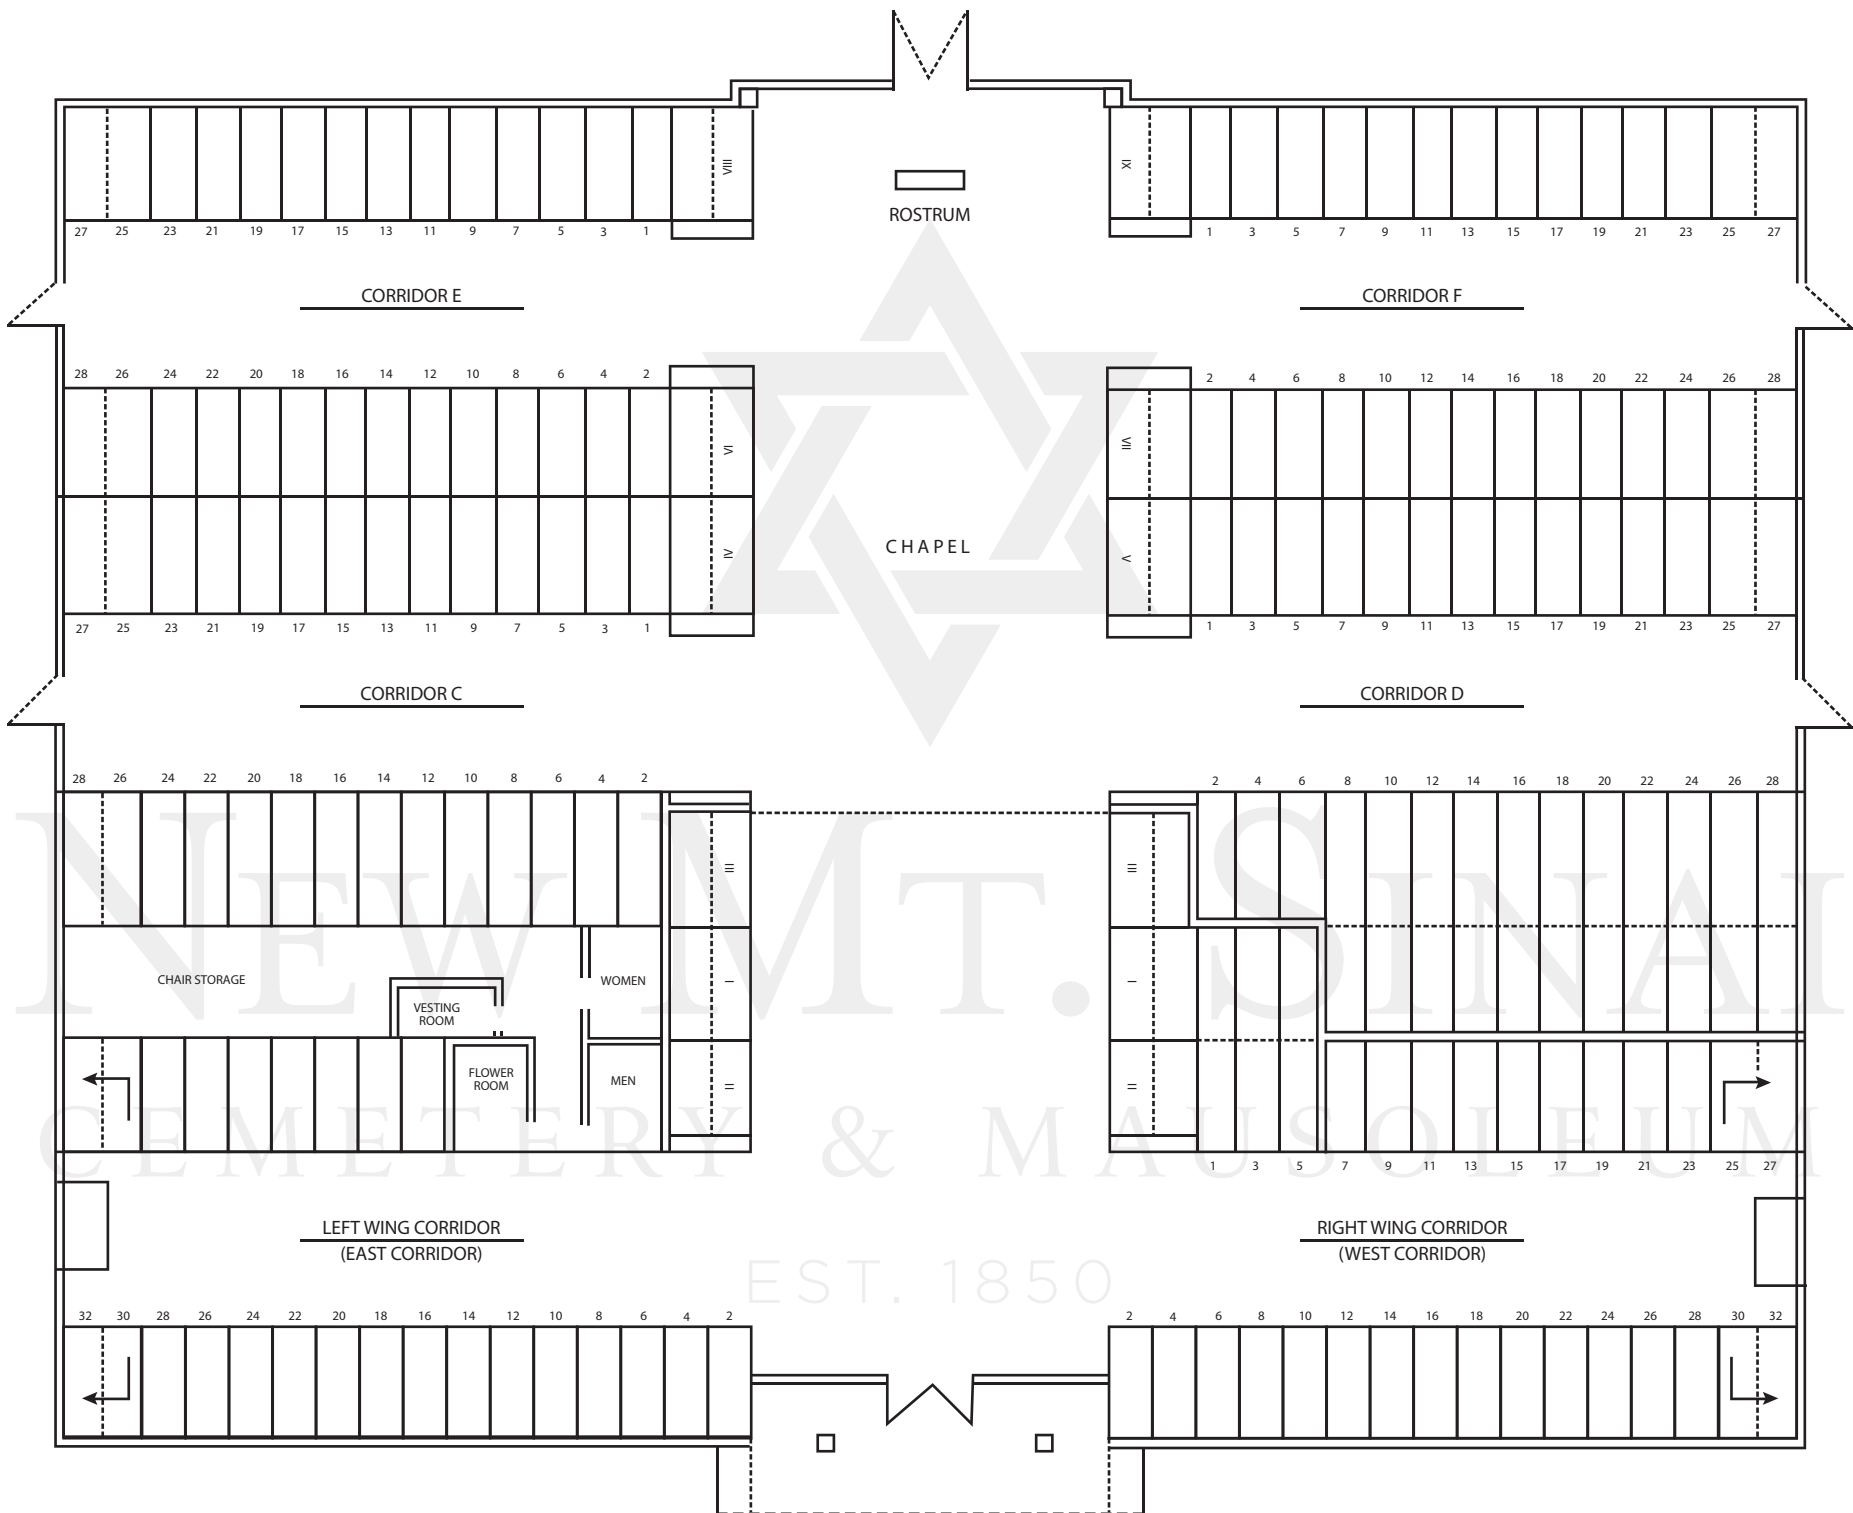 VIII
IX
ROSTRUM
27 25 23 21 19 17 15 13 11 9 7 5 3 1
1 3 5 7 9 11 13 15 17 19 21 23 25 27
CORRIDOR E
CORRIDOR F
28 26 24 22 20 18 16 14 12 10 8 6 4 2
2 4 6 8 10 12 14 16 18 20 22 24 26 28
VI
VII
CHAPEL
IV
V
27 25 23 21 19 17 15 13 11 9 7 5 3 1
1 3 5 7 9 11 13 15 17 19 21 23 25 27
CORRIDOR C
CORRIDOR D
28 26 24 22 20 18 16 14 12 10 8 6 4 2
2 4 6 8 10 12 14 16 18 20 22 24 26 28
III
III
NEW MT. SINAI
CHAIR STORAGE
WOMEN
I
I
VESTING
ROOM
FLOWER
ROOM
MEN
II
II
CEMETERY & MAUSOLEUM
1 3 5 7 9 11 13 15 17 19 21 23 25 27
LEFT WING CORRIDOR
(EAST CORRIDOR)
RIGHT WING CORRIDOR
(WEST CORRIDOR)
EST. 1850
32 30 28 26 24 22 20 18 16 14 12 10 8 6 4 2
2 4 6 8 10 12 14 16 18 20 22 24 26 28 30 32